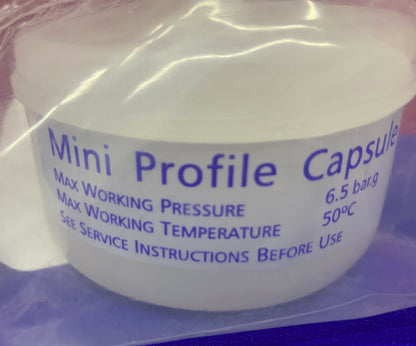 Mini Profile Capsule
MAX WORKING PRESSURE 6.5 bar.g
MAX WORKING TEMPERATURE 50ºC
SEE SERVICE INSTRUCTIONS BEFORE USE